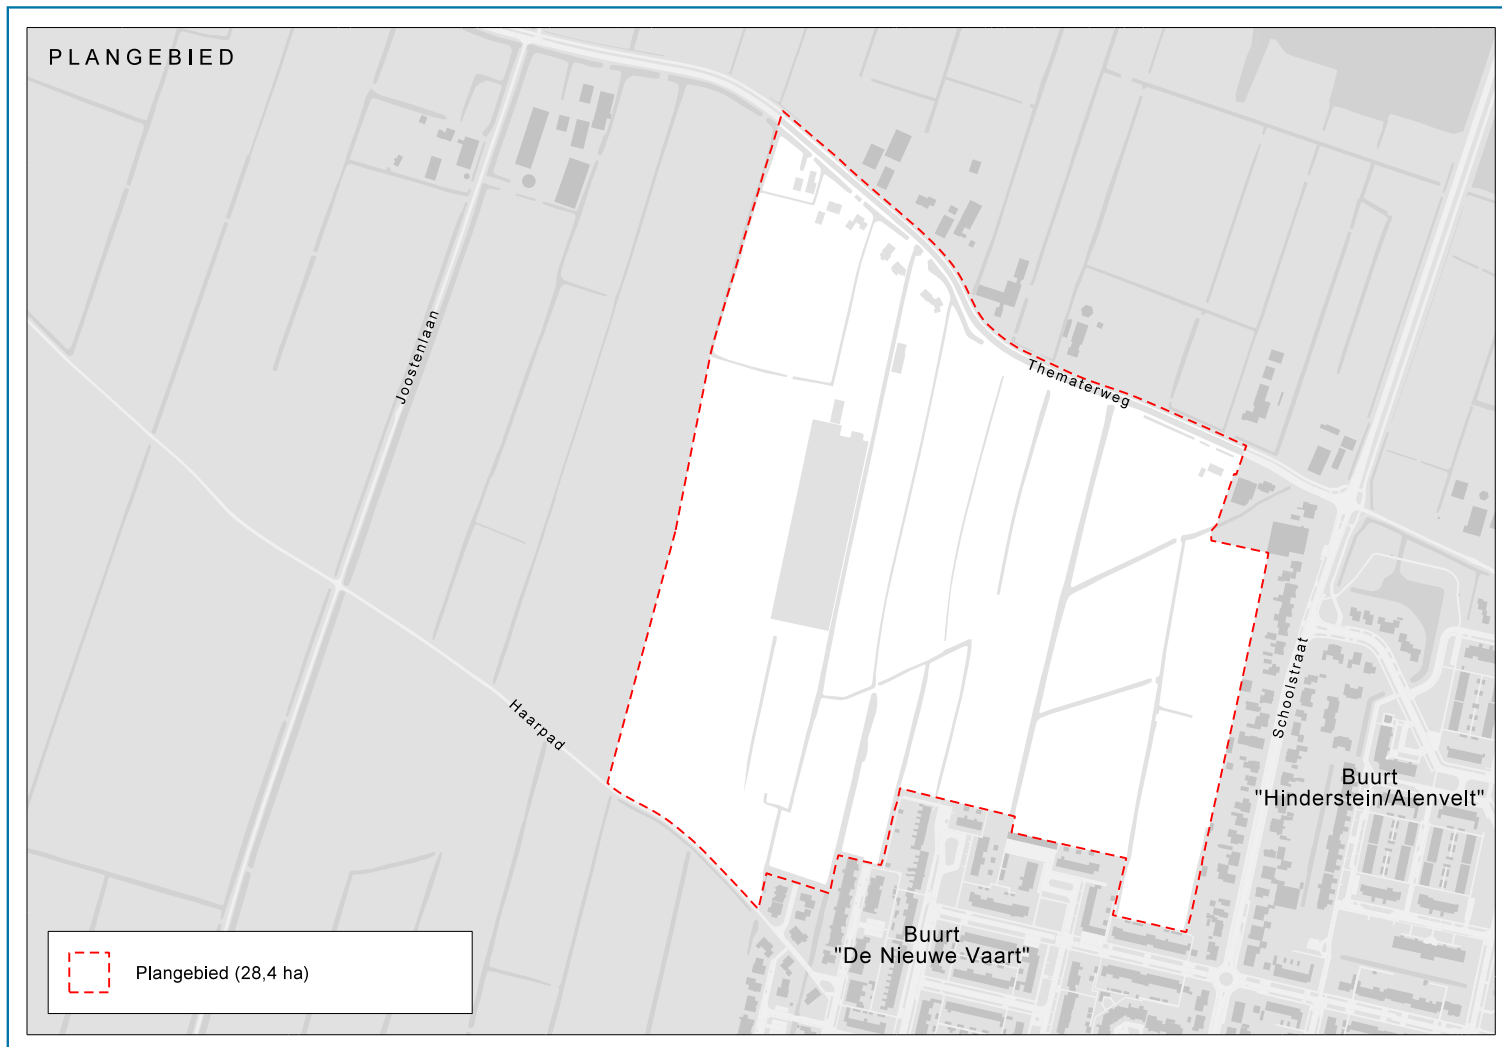 PLANGEBIED
Joostenlaan
Thematerweg
Haarpad
Schoolstraat
Buurt
"Hinderstein/Alenvelt"
Buurt
"De Nieuwe Vaart"
Plangebied (28,4 ha)